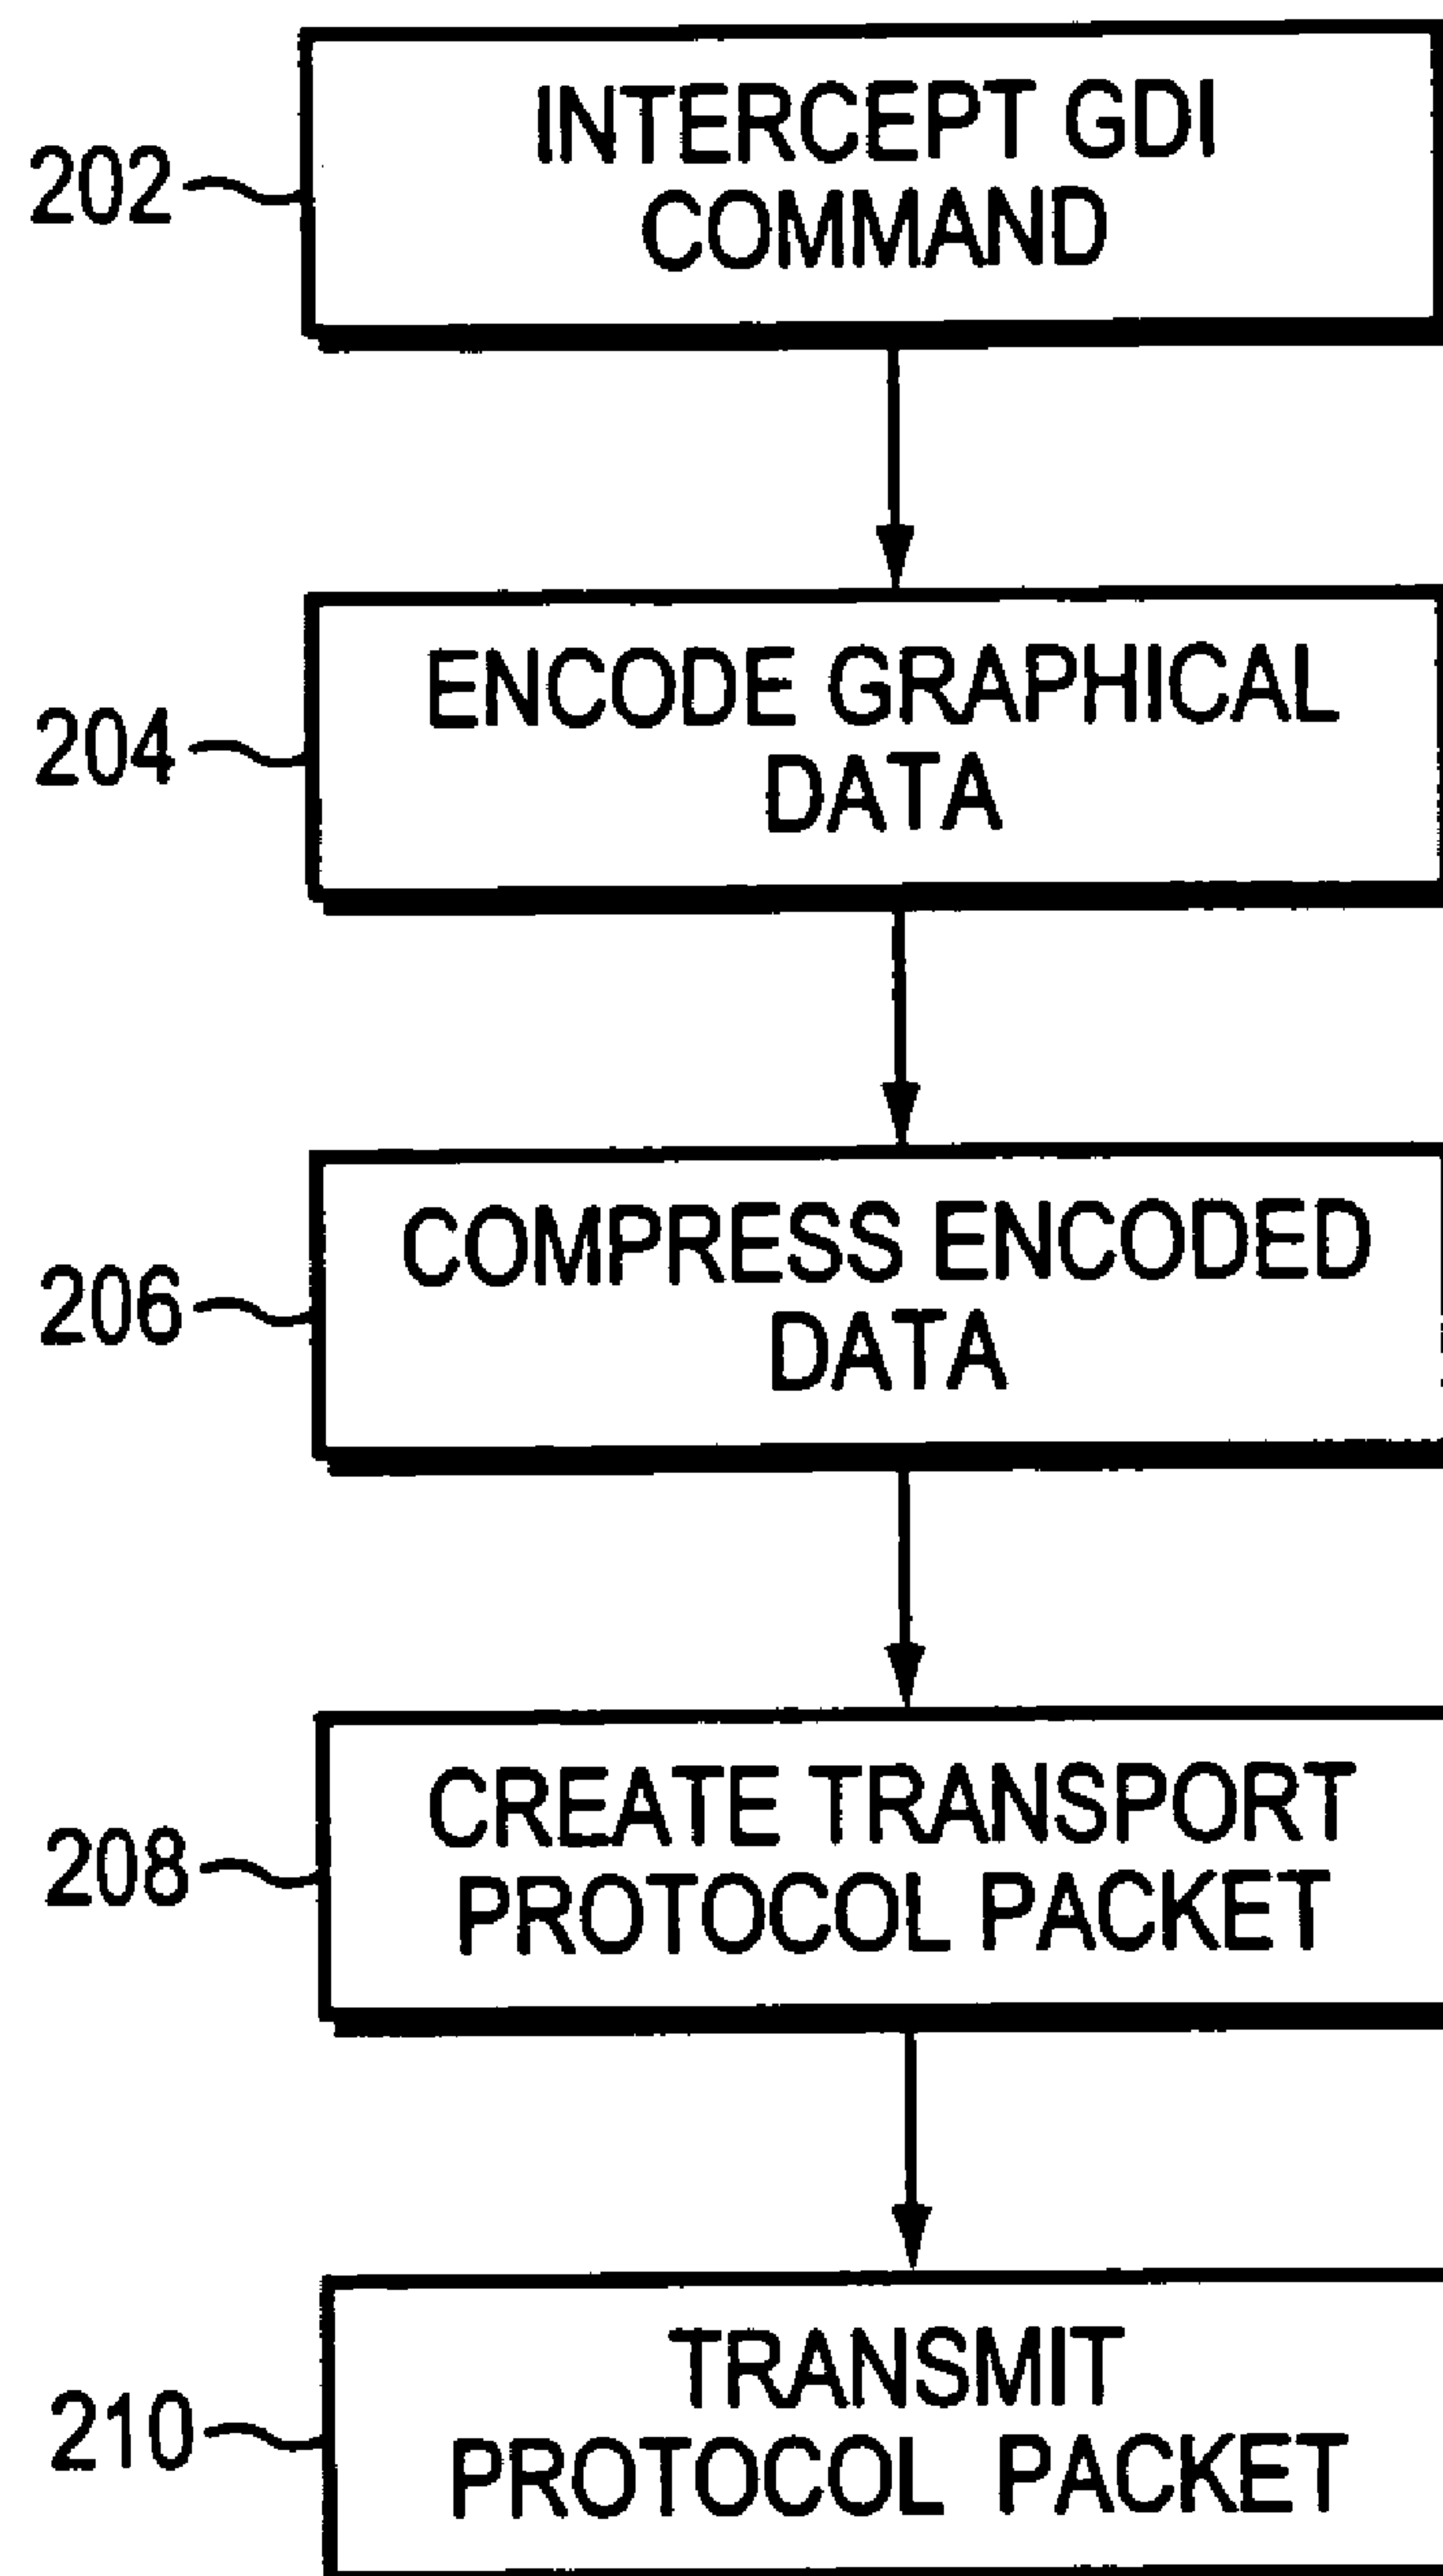 INTERCEPT GDI
COMMAND
202
ENCODE GRAPHICAL
DATA
204
COMPRESS ENCODED
DATA
206
CREATE TRANSPORT
PROTOCOL PACKET
208
TRANSMIT
PROTOCOL PACKET
210